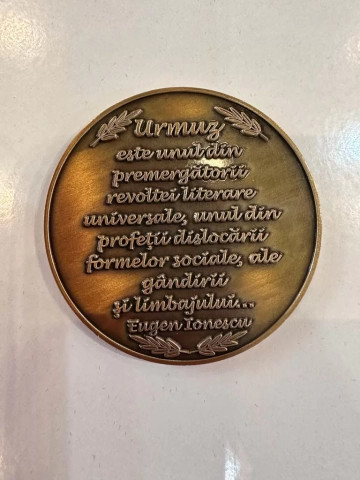 Urmuz
este unul din
premergătorii
revoltei literare
universale, unul din
profeții dislocării
formelor sociale, ale
gândirii
și limbajului...
Eugen Ionescu